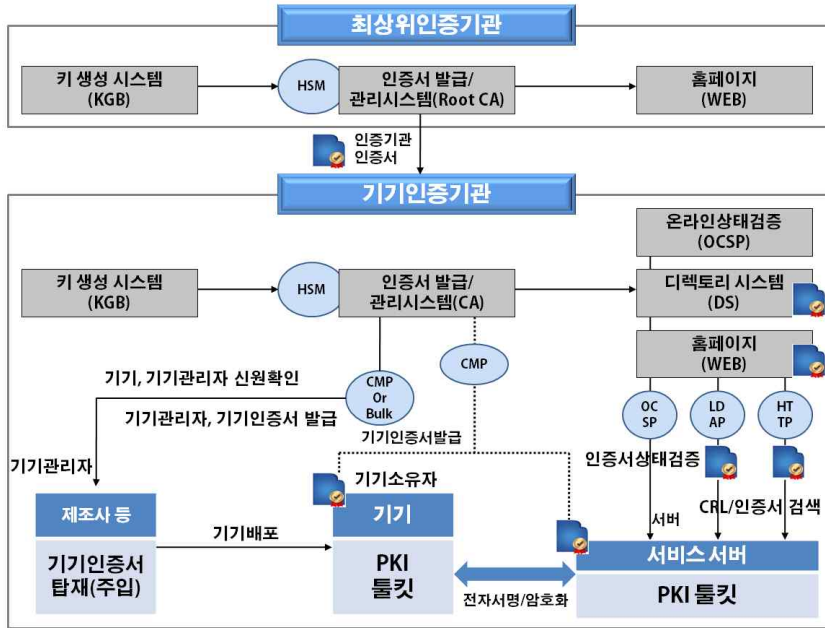 최상위인증기관
키 생성 시스템
(KGB)
HSM
인증서 발급/
관리시스템(Root CA)
홈페이지
(WEB)
인증기관
인증서
기기인증기관
온라인상태검증
(OCSP)
키 생성 시스템
(KGB)
HSM
인증서 발급/
관리시스템(CA)
디렉토리 시스템
(DS)
홈페이지
(WEB)
CMP
Or
Bulk
CMP
기기, 기기관리자 신원확인
기기관리자, 기기인증서 발급
기기인증서발급
OC
SP
LD
AP
HT
TP
인증서상태검증
기기관리자
기기소유자
CRL/인증서 검색
서버
제조사 등
기기인증서
탑재(주입)
기기배포
기기
PKI
툴킷
전자서명/암호화
서비스 서버
PKI 툴킷